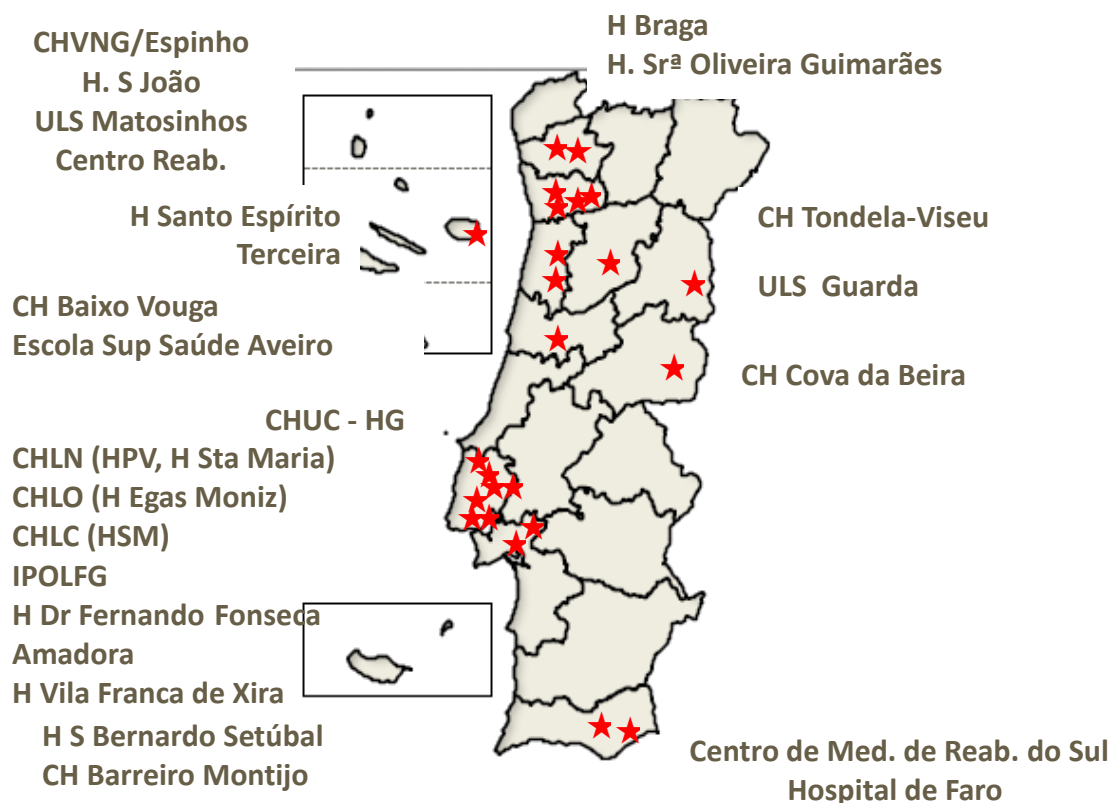 CHVNG/Espinho
H. S João
ULS Matosinhos
Centro Reab.
H Braga
H. Srª Oliveira Guimarães
H Santo Espírito
Terceira
CH Tondela-Viseu
ULS Guarda
CH Baixo Vouga
Escola Sup Saúde Aveiro
CH Cova da Beira
CHUC - HG
CHLN (HPV, H Sta Maria)
CHLO (H Egas Moniz)
CHLC (HSM)
IPOLFG
H Dr Fernando Fonseca
Amadora
H Vila Franca de Xira
H S Bernardo Setúbal
CH Barreiro Montijo
Centro de Med. de Reab. do Sul
Hospital de Faro